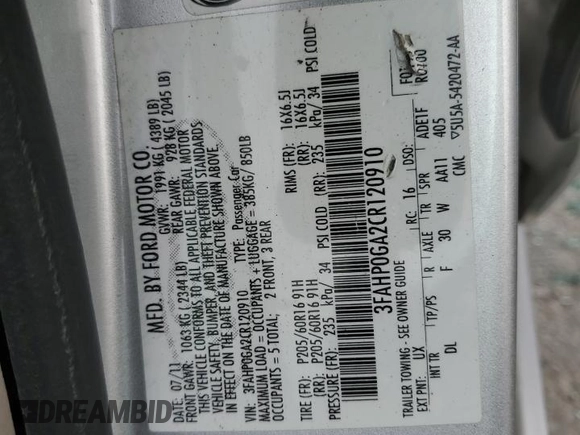 MFD. BY FORD MOTOR CO.
DATE: 07/11 GVWR: 1991 KG ( 4389 LB)
FRONT GAWR: 1063 KG (2344LB) REAR GAWR: 928 KG ( 2045 LB)
THIS VEHICLE CONFORMS TO ALL APPLICABLE FEDERAL MOTOR
VEHICLE SAFETY, BUMPER, AND THEFT PREVENTION STANDARDS
IN EFFECT ON THE DATE OF MANUFACTURE SHOWN ABOVE.
VIN: 3FAHP0GA2CR120910 TYPE: Passenger Car
MAXIMUM LOAD = OCCUPANTS + LUGGAGE = 385KG/ 850LB
OCCUPANTS = 5 TOTAL: 2 FRONT, 3 REAR
P205/60R16 91H RIMS (FR): 16X6.5J
P205/60R16 91H (RR): 16X6.5J
PRESSURE (FR): 235 kPa/ 34 PSI COLD (RR): 235 kPa/ 34 PSI COLD
3FAHP0GA2CR120910
TRAILER TOWING - SEE OWNER GUIDE
EXT PNT: UX RC: 16 DSO:
INT TR TP/PS R AXLE TR SPR ADE1F
DL F 30 W AA11 405
CMC
▽5U5A-5420472-AA
DREAMBID